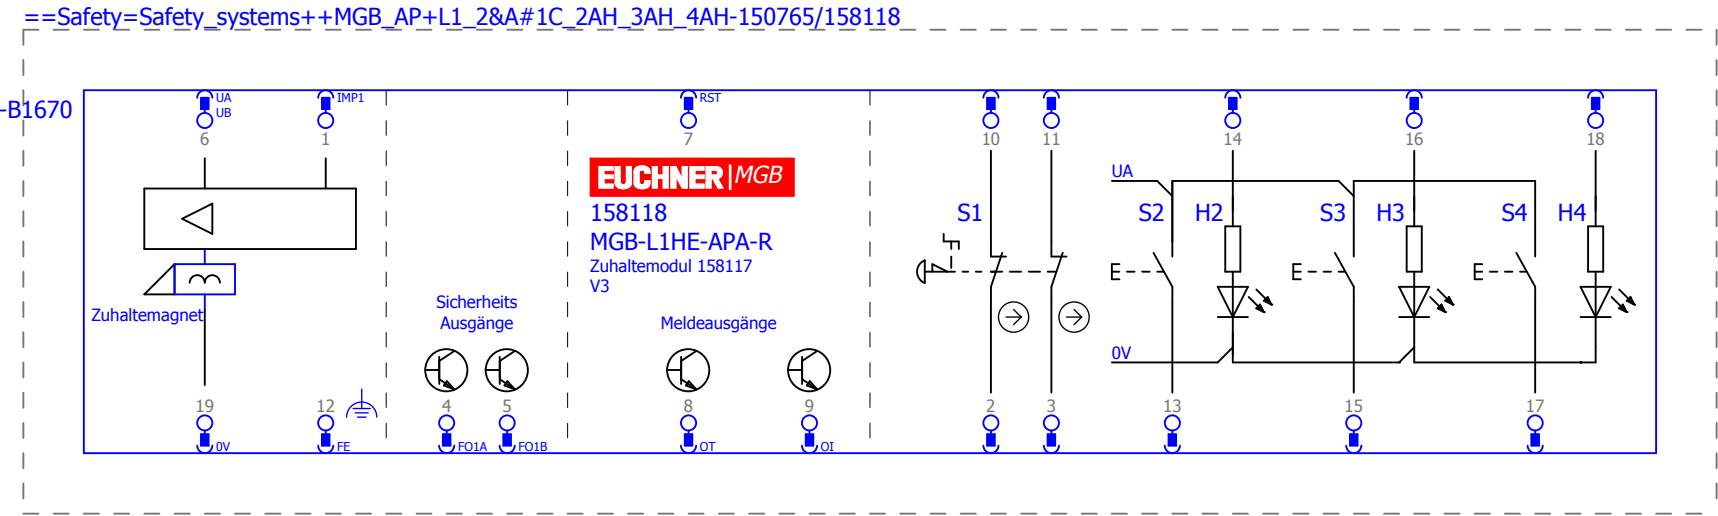 ==Safety=Safety_systems++MGB_AP+L1_2&A#1C_2AH_3AH_4AH-150765/158118
-B1670
UA
UB
6
IMP1
1
RST
7
10
11
14
16
18
EUCHNER|MGB
158118
MGB-L1HE-APA-R
Zuhaltemodul 158117
V3
UA
S1
S2
H2
S3
H3
S4
H4
Zuhaltemagnet
Sicherheits
Ausgänge
Meldeausgänge
0V
19
0V
12
FE
4
FO1A
5
FO1B
8
OT
9
OI
2
3
13
15
17